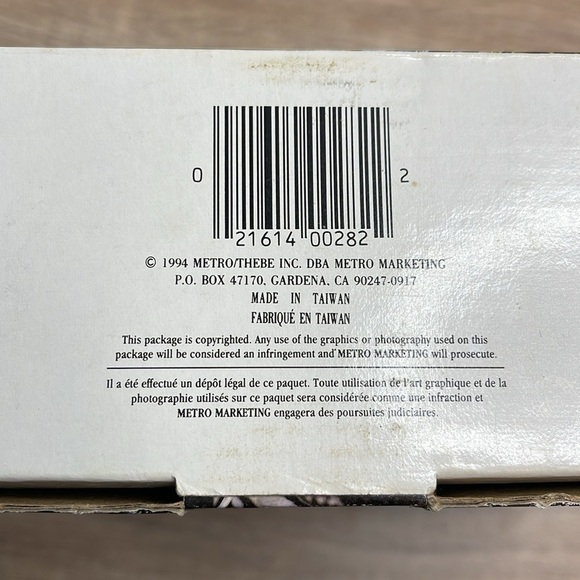 0 21614 00282 2
© 1994 METRO/THEBE INC. DBA METRO MARKETING
P.O. BOX 47170, GARDENA, CA 90247-0917
MADE IN TAIWAN
FABRIQUÉ EN TAIWAN
This package is copyrighted. Any use of the graphics or photography used on this
package will be considered an infringement and METRO MARKETING will prosecute.
Il a été effectué un dépôt légal de ce paquet. Toute utilisation de l'art graphique et de la
photographie utilisés sur ce paquet sera considérée comme une infraction et
METRO MARKETING engagera des poursuites judiciaires.